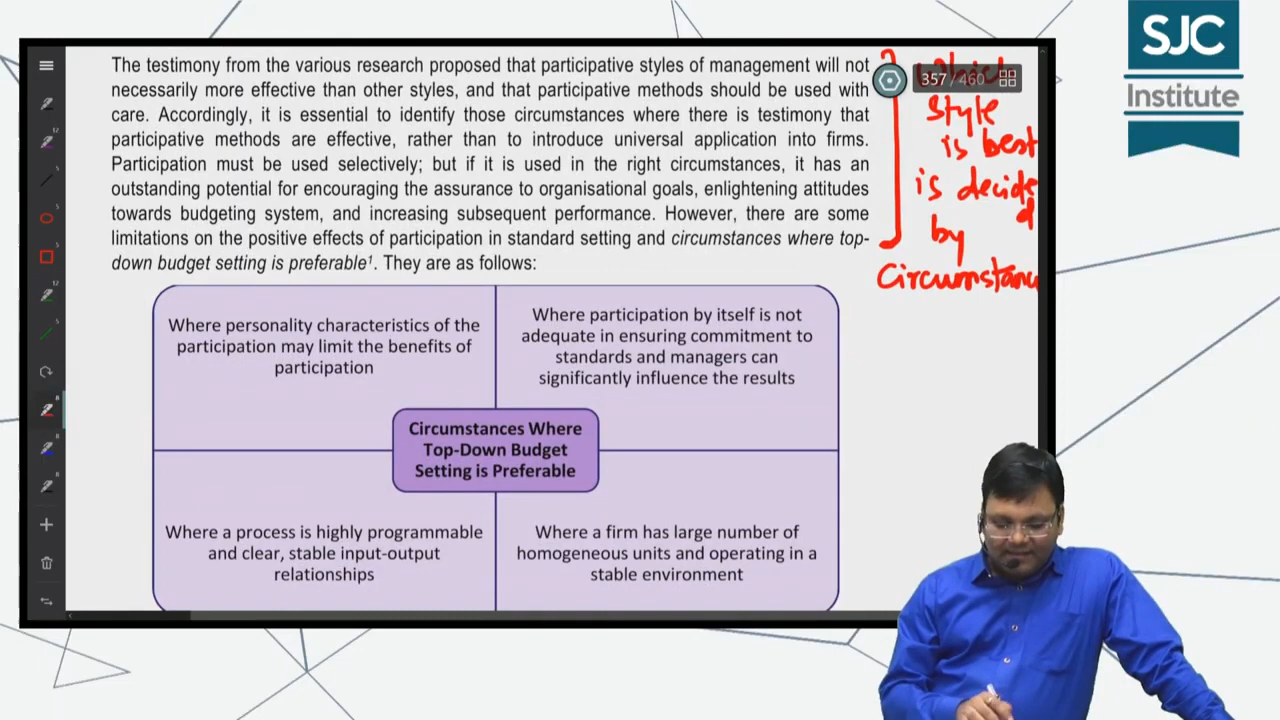 The testimony from the various research proposed that participative styles of management will not
necessarily more effective than other styles, and that participative methods should be used with
care. Accordingly, it is essential to identify those circumstances where there is testimony that
participative methods are effective, rather than to introduce universal application into firms.
Participation must be used selectively; but if it is used in the right circumstances, it has an
outstanding potential for encouraging the assurance to organisational goals, enlightening attitudes
towards budgeting system, and increasing subsequent performance. However, there are some
limitations on the positive effects of participation in standard setting and circumstances where top-
down budget setting is preferable¹. They are as follows:
Where personality characteristics of the
participation may limit the benefits of
participation
Where participation by itself is not
adequate in ensuring commitment to
standards and managers can
significantly influence the results
Circumstances Where
Top-Down Budget
Setting is Preferable
Where a process is highly programmable
and clear, stable input-output
relationships
Where a firm has large number of
homogeneous units and operating in a
stable environment
Which
style
is best
is decide
d
by
Circumstanc
357 / 460
SJC
Institute